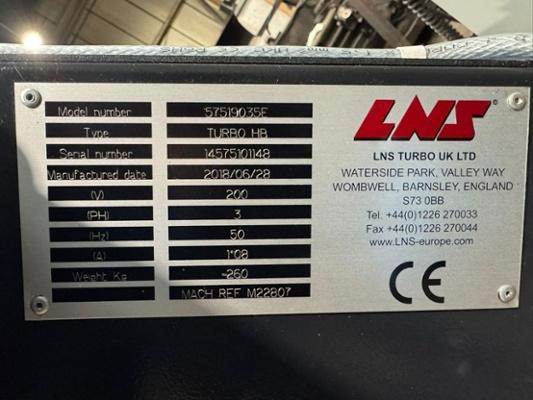 Model number 57519035E
Type TURBO HB
Serial number 14575101148
Manufactured date 2018/06/28
(V) 200
(PH) 3
(Hz) 50
(A) 1*08
Weight Kg ~260
MACH REF M22807
LNS®
LNS TURBO UK LTD
WATERSIDE PARK, VALLEY WAY
WOMBWELL, BARNSLEY, ENGLAND
S73 0BB
Tel. +44(0)1226 270033
Fax +44(0)1226 270044
www.LNS-europe.com
CE